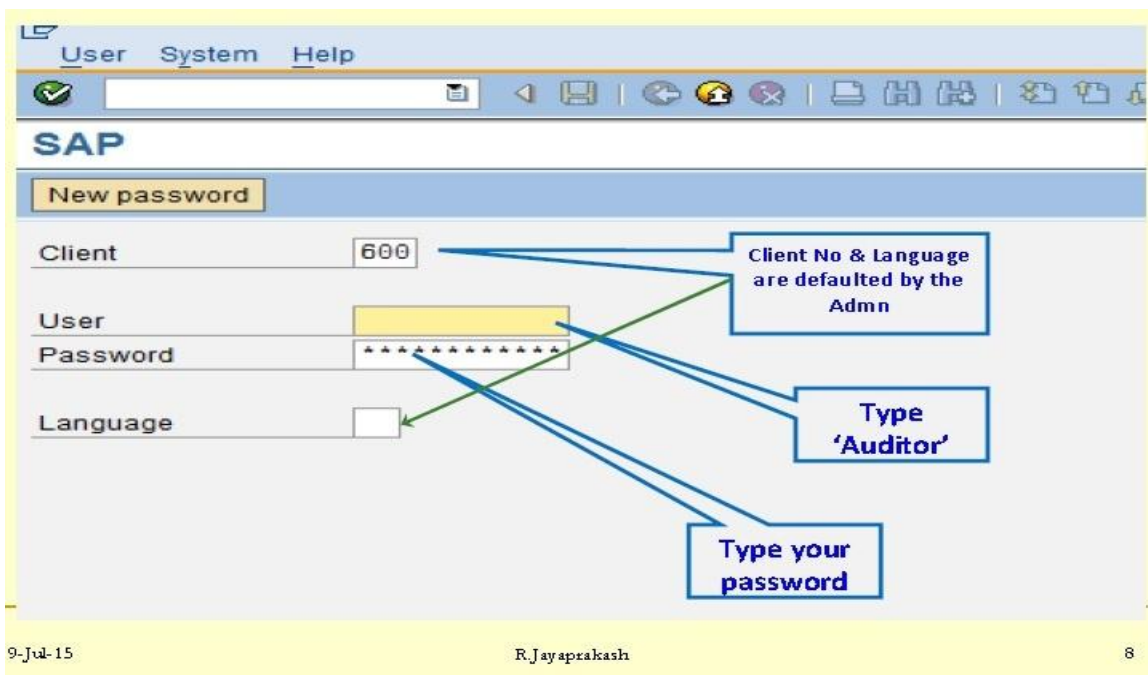 User System Help
SAP
New password
Client 600
Client No & Language
are defaulted by the
Admn
User
Password ************
Type
‘Auditor’
Language
Type your
password
9-Jul-15 R.Jayaprakash 8